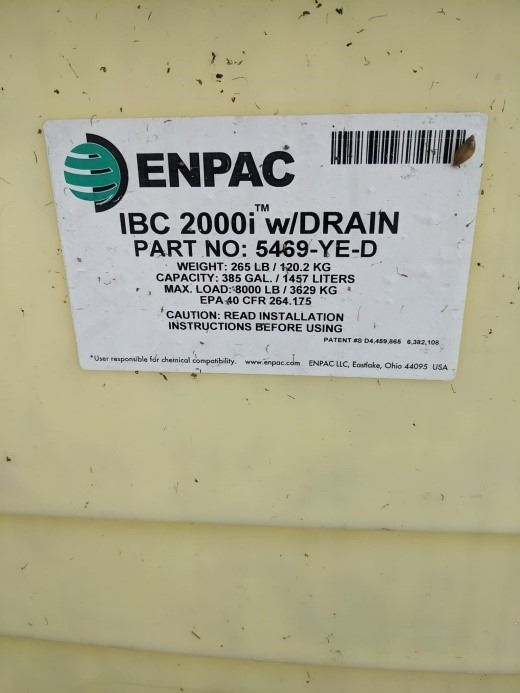 ENPAC
IBC 2000i™ w/DRAIN
PART NO: 5469-YE-D
WEIGHT: 265 LB / 120.2 KG
CAPACITY: 385 GAL. / 1457 LITERS
MAX. LOAD: 8000 LB / 3629 KG
EPA 40 CFR 264.175
CAUTION: READ INSTALLATION
INSTRUCTIONS BEFORE USING
PATENT #S D4,459,865 6,382,108
*User responsible for chemical compatibility. www.enpac.com ENPAC LLC, Eastlake, Ohio 44095 USA